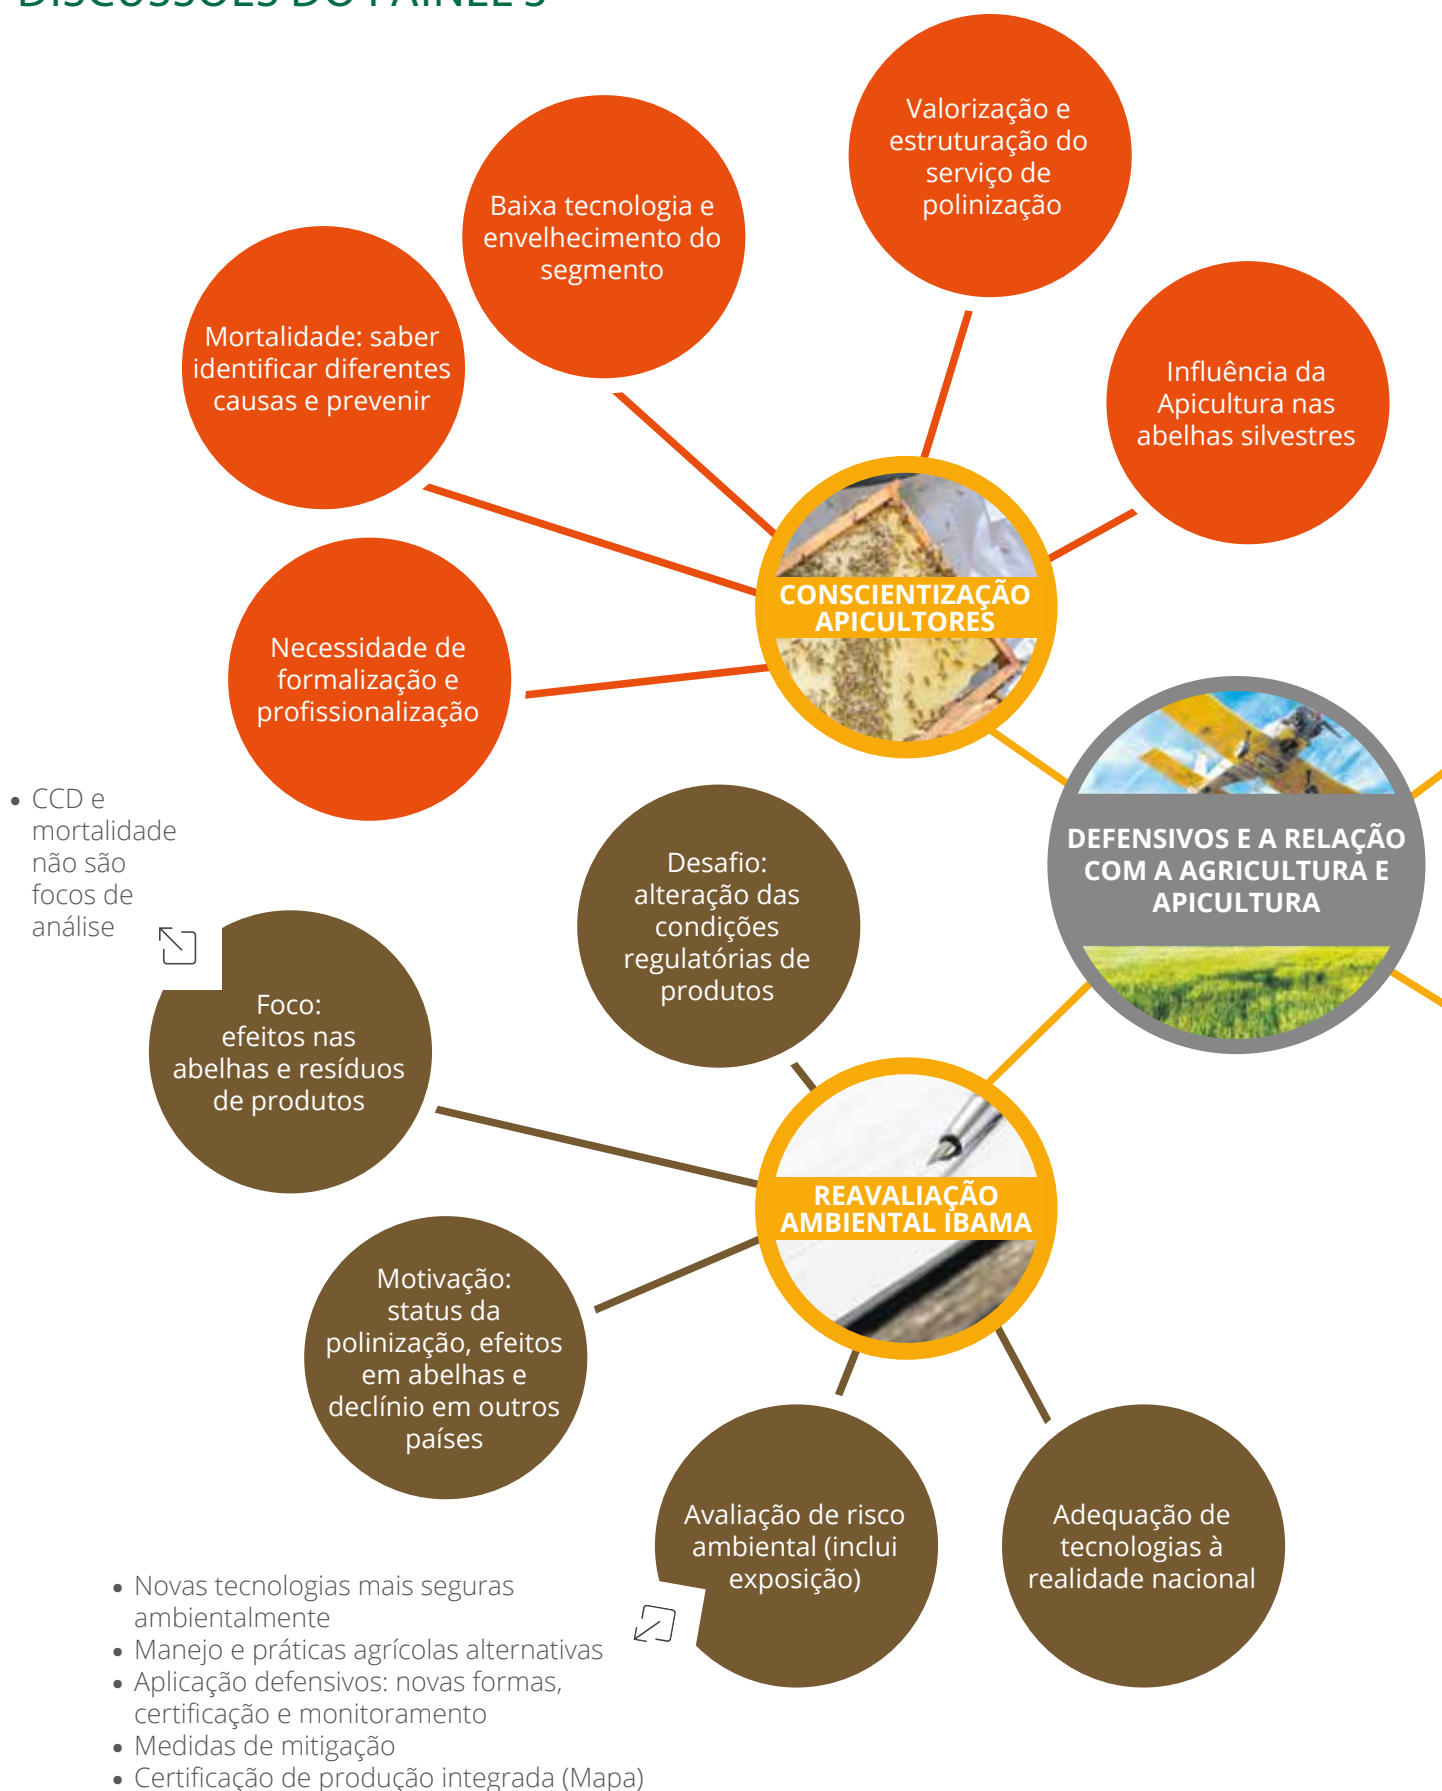 DISCUSSÕES DO PAINEL 3
Valorização e
estruturação do
serviço de
polinização
Baixa tecnologia e
envelhecimento do
segmento
Mortalidade: saber
identificar diferentes
causas e prevenir
Influência da
Apicultura nas
abelhas silvestres
CONSCIENTIZAÇÃO
APICULTORES
Necessidade de
formalização e
profissionalização
• CCD e
mortalidade
não são
focos de
análise
Desafio:
alteração das
condições
regulatórias de
produtos
DEFENSIVOS E A RELAÇÃO
COM A AGRICULTURA E
APICULTURA
Foco:
efeitos nas
abelhas e resíduos
de produtos
REAVALIAÇÃO
AMBIENTAL IBAMA
Motivação:
status da
polinização, efeitos
em abelhas e
declínio em outros
países
Avaliação de risco
ambiental (inclui
exposição)
Adequação de
tecnologias à
realidade nacional
• Novas tecnologias mais seguras
ambientalmente
• Manejo e práticas agrícolas alternativas
• Aplicação defensivos: novas formas,
certificação e monitoramento
• Medidas de mitigação
• Certificação de produção integrada (Mapa)